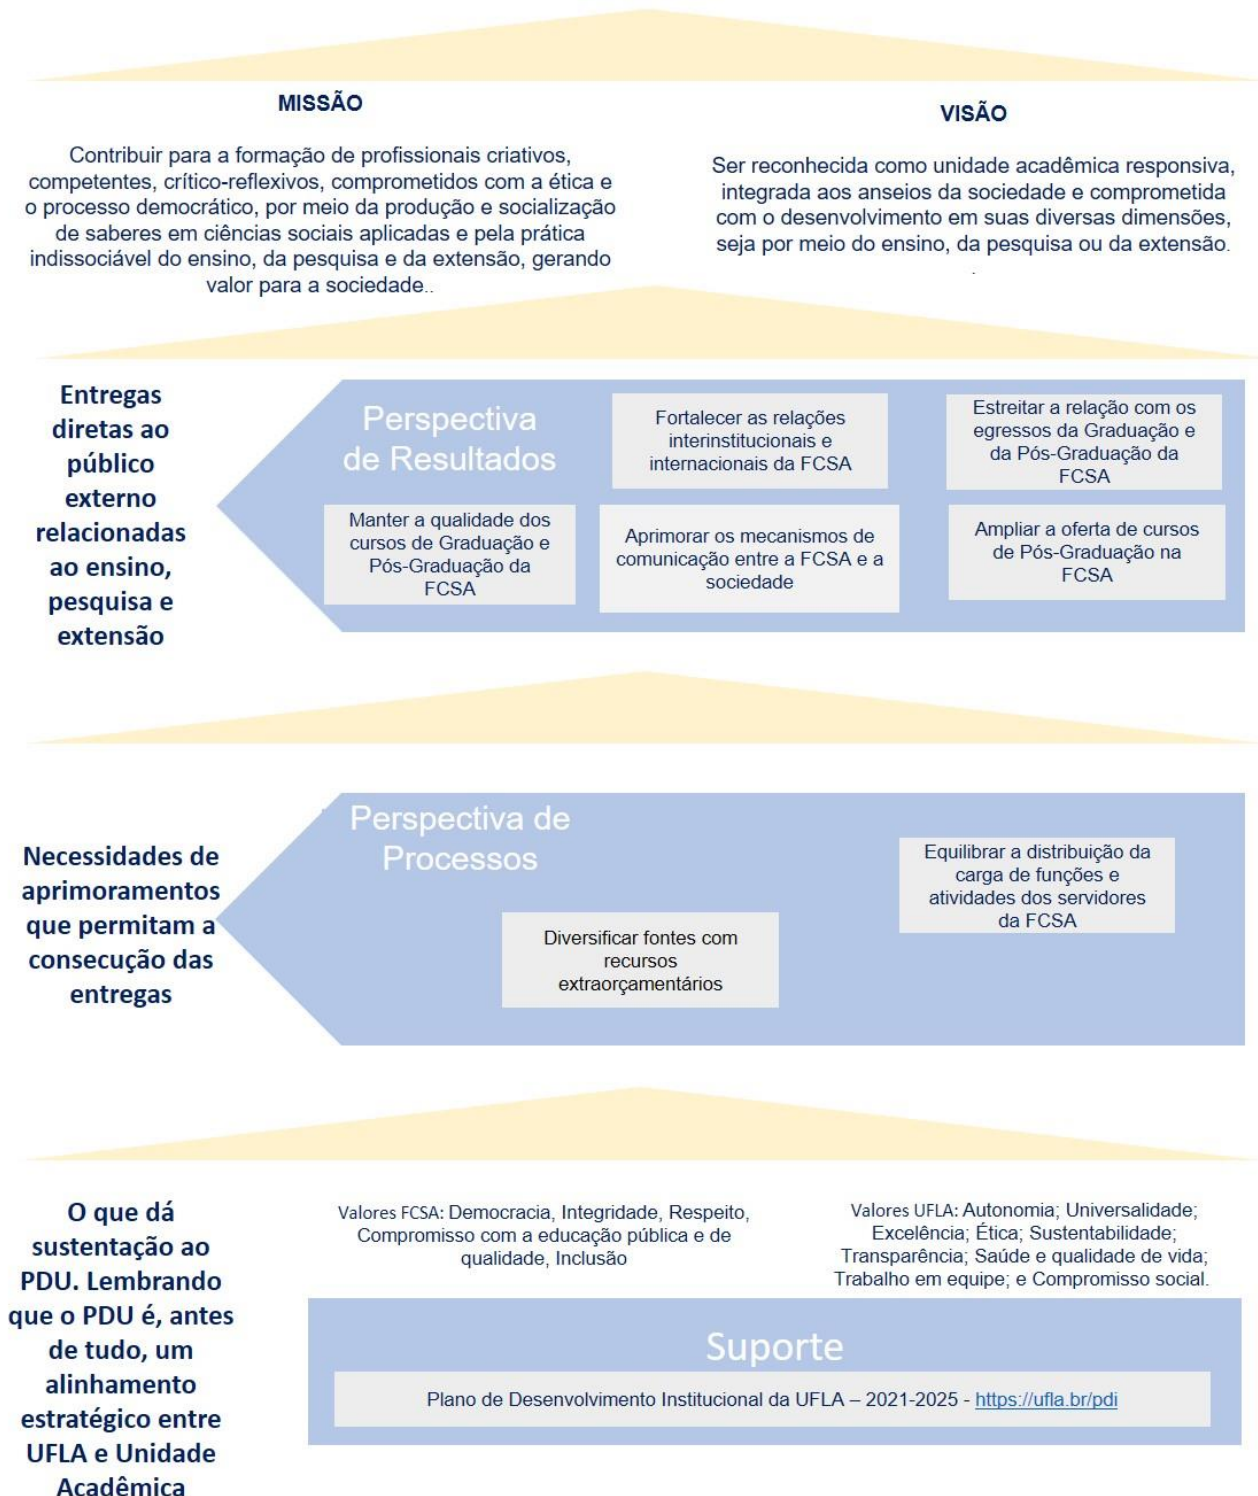 MISSÃO
Contribuir para a formação de profissionais criativos,
competentes, crítico-reflexivos, comprometidos com a ética e
o processo democrático, por meio da produção e socialização
de saberes em ciências sociais aplicadas e pela prática
indissociável do ensino, da pesquisa e da extensão, gerando
valor para a sociedade..
VISÃO
Ser reconhecida como unidade acadêmica responsiva,
integrada aos anseios da sociedade e comprometida
com o desenvolvimento em suas diversas dimensões,
seja por meio do ensino, da pesquisa ou da extensão.
.
Entregas
diretas ao
público
externo
relacionadas
ao ensino,
pesquisa e
extensão
Perspectiva
de Resultados
Fortalecer as relações
interinstitucionais e
internacionais da FCSA
Estreitar a relação com os
egressos da Graduação e
da Pós-Graduação da
FCSA
Manter a qualidade dos
cursos de Graduação e
Pós-Graduação da
FCSA
Aprimorar os mecanismos de
comunicação entre a FCSA e a
sociedade
Ampliar a oferta de cursos
de Pós-Graduação na
FCSA
Necessidades de
aprimoramentos
que permitam a
consecução das
entregas
Perspectiva de
Processos
Equilibrar a distribuição da
carga de funções e
atividades dos servidores
da FCSA
Diversificar fontes com
recursos
extraorçamentários
O que dá
sustentação ao
PDU. Lembrando
que o PDU é, antes
de tudo, um
alinhamento
estratégico entre
UFLA e Unidade
Acadêmica
Valores FCSA: Democracia, Integridade, Respeito,
Compromisso com a educação pública e de
qualidade, Inclusão
Valores UFLA: Autonomia; Universalidade;
Excelência; Ética; Sustentabilidade;
Transparência; Saúde e qualidade de vida;
Trabalho em equipe; e Compromisso social.
Suporte
Plano de Desenvolvimento Institucional da UFLA – 2021-2025 - https://ufla.br/pdi